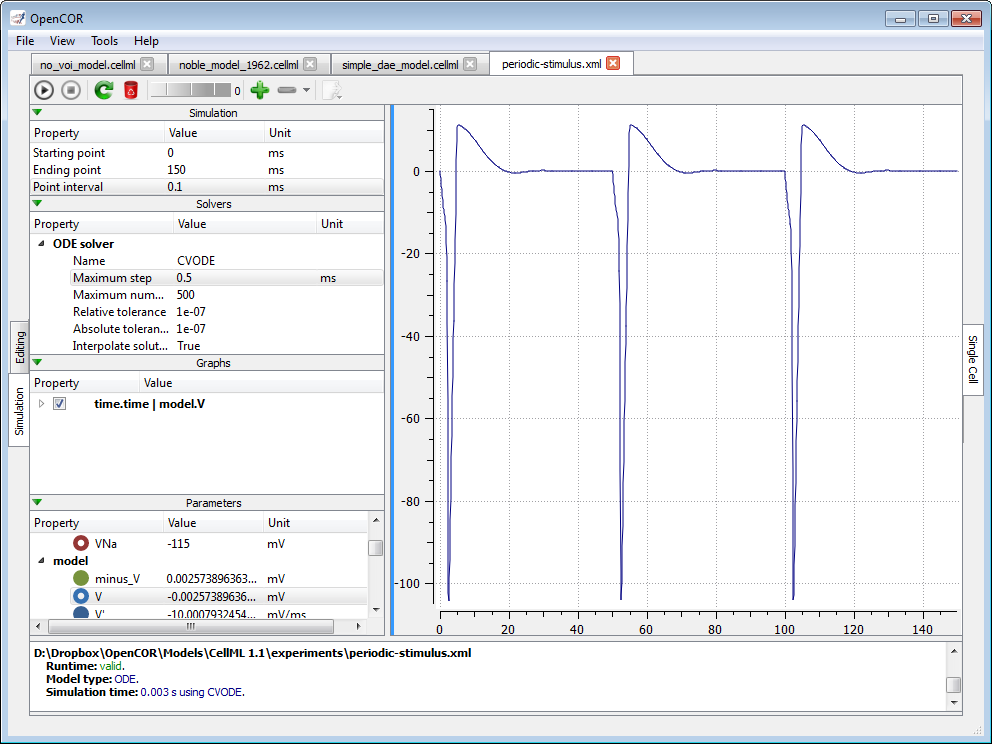 OpenCOR
File View Tools Help
no_voi_model.cellml noble_model_1962.cellml simple_dae_model.cellml periodic-stimulus.xml
0
Simulation
Property Value Unit
Starting point 0 ms
Ending point 150 ms
Point interval 0.1 ms
Solvers
Property Value Unit
ODE solver
Name CVODE
Maximum step 0.5 ms
Maximum num... 500
Relative tolerance 1e-07
Absolute toleran... 1e-07
Interpolate solut... True
Graphs
Property Value
time.time | model.V
Parameters
Property Value Unit
VNa -115 mV
model
minus_V 0.002573896363... mV
V -0.00257389636... mV
V' -10.0007932454... mV/ms
Editing
Simulation
0
-20
-40
-60
-80
-100
0 20 40 60 80 100 120 140
Single Cell
D:\Dropbox\OpenCOR\Models\CellML 1.1\experiments\periodic-stimulus.xml
Runtime: valid.
Model type: ODE.
Simulation time: 0.003 s using CVODE.